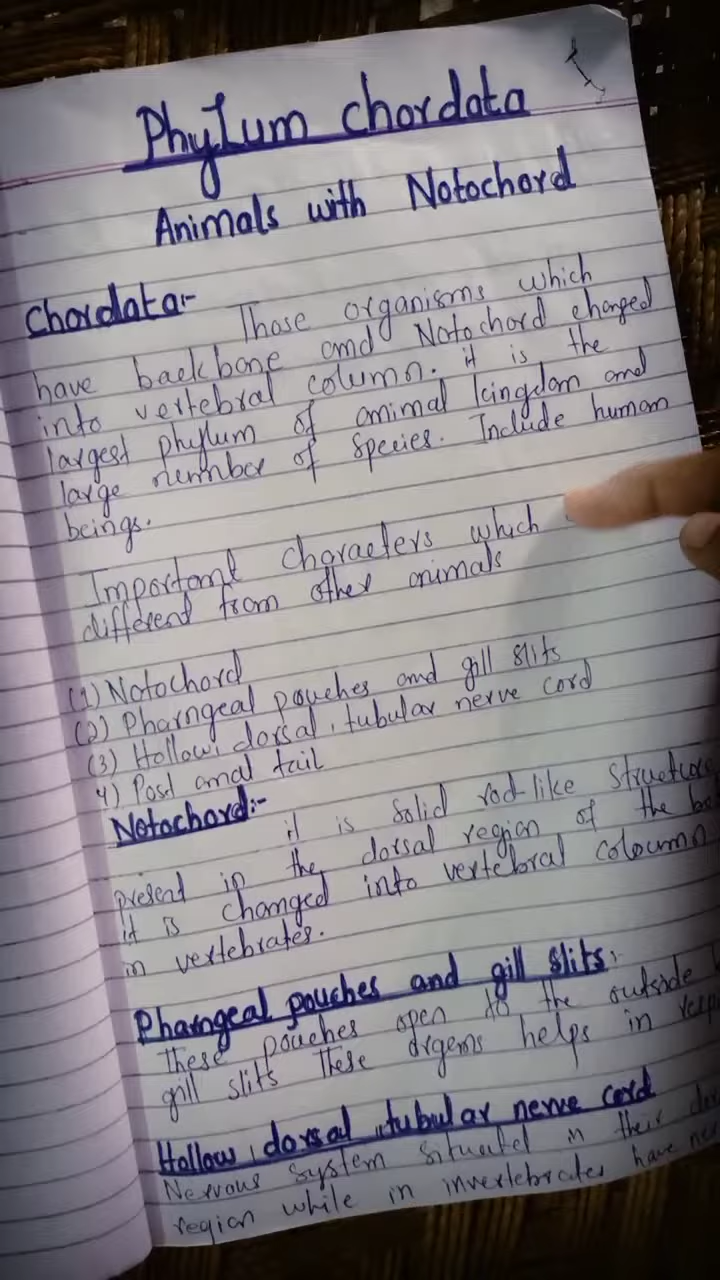 Phylum chordata
Animals with Notochord
Chordata:-
Those organisms which
have backbone and Notochord changed
into vertebral column. it is the
largest phylum of animal kingdom and
large number of species. Include human
beings.
Important characters which
different from other animals
(1) Notochord
(2) Pharngeal pouches and gill slits
(3) Hollow, dorsal, tubular nerve cord
4) Post anal tail
Notochord:-
it is solid rod-like structure
present in the dorsal region of the
it is changed into vertebral coloumn
in vertebrates.
Pharngeal pouches and gill slits:
These pouches open to the outside
gill slits These orgems helps in
Hollow, dorsal, tubular nerve cord
Nervous system situated in their
region while in invertebrates have